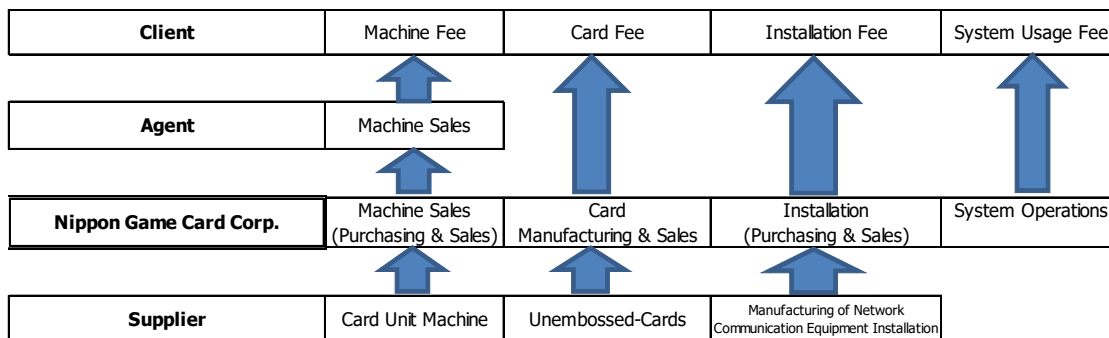 Client
Machine Fee
Card Fee
Installation Fee
System Usage Fee
Agent
Machine Sales
Nippon Game Card Corp.
Machine Sales
(Purchasing & Sales)
Card
Manufacturing & Sales
Installation
(Purchasing & Sales)
System Operations
Supplier
Card Unit Machine
Unembossed-Cards
Manufacturing of Network
Communication Equipment Installation